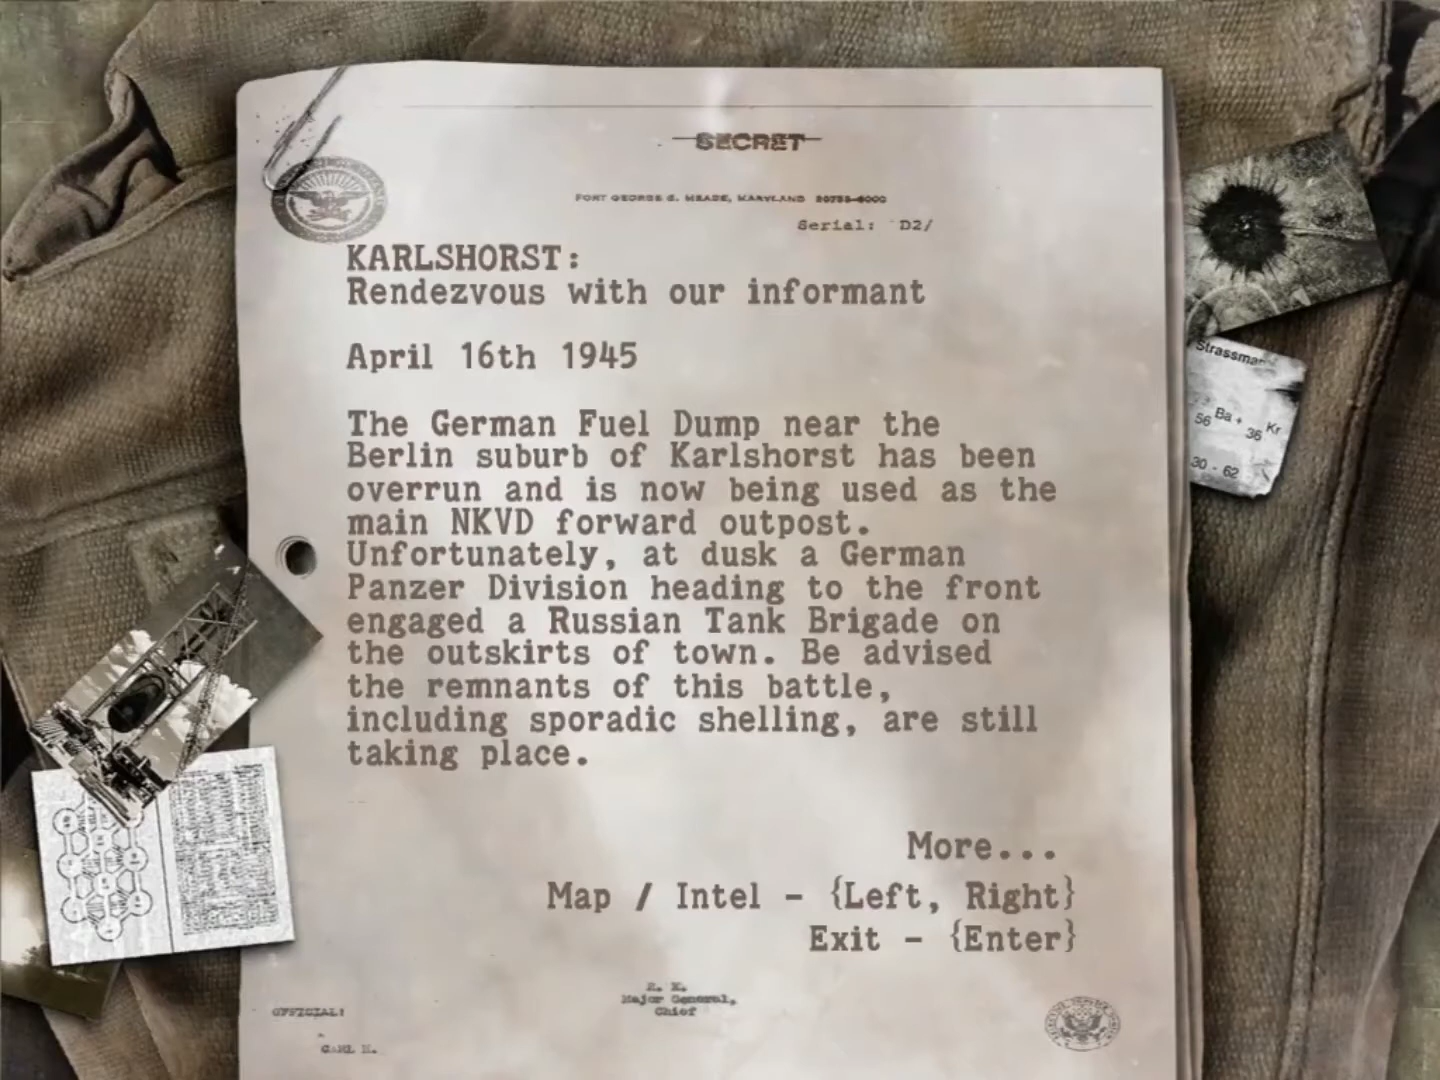 SECRET
FORT GEORGE G. MEADE, MARYLAND 20755-6000
Serial: D2/
KARLSHORST:
Rendezvous with our informant
April 16th 1945
The German Fuel Dump near the
Berlin suburb of Karlshorst has been
overrun and is now being used as the
main NKVD forward outpost.
Unfortunately, at dusk a German
Panzer Division heading to the front
engaged a Russian Tank Brigade on
the outskirts of town. Be advised
the remnants of this battle,
including sporadic shelling, are still
taking place.
More...
Map / Intel - {Left, Right}
Exit - {Enter}
Major General,
Chief
OFFICIAL:
CARL H.
Strassman
56 Ba + 36 Kr
30 - 62